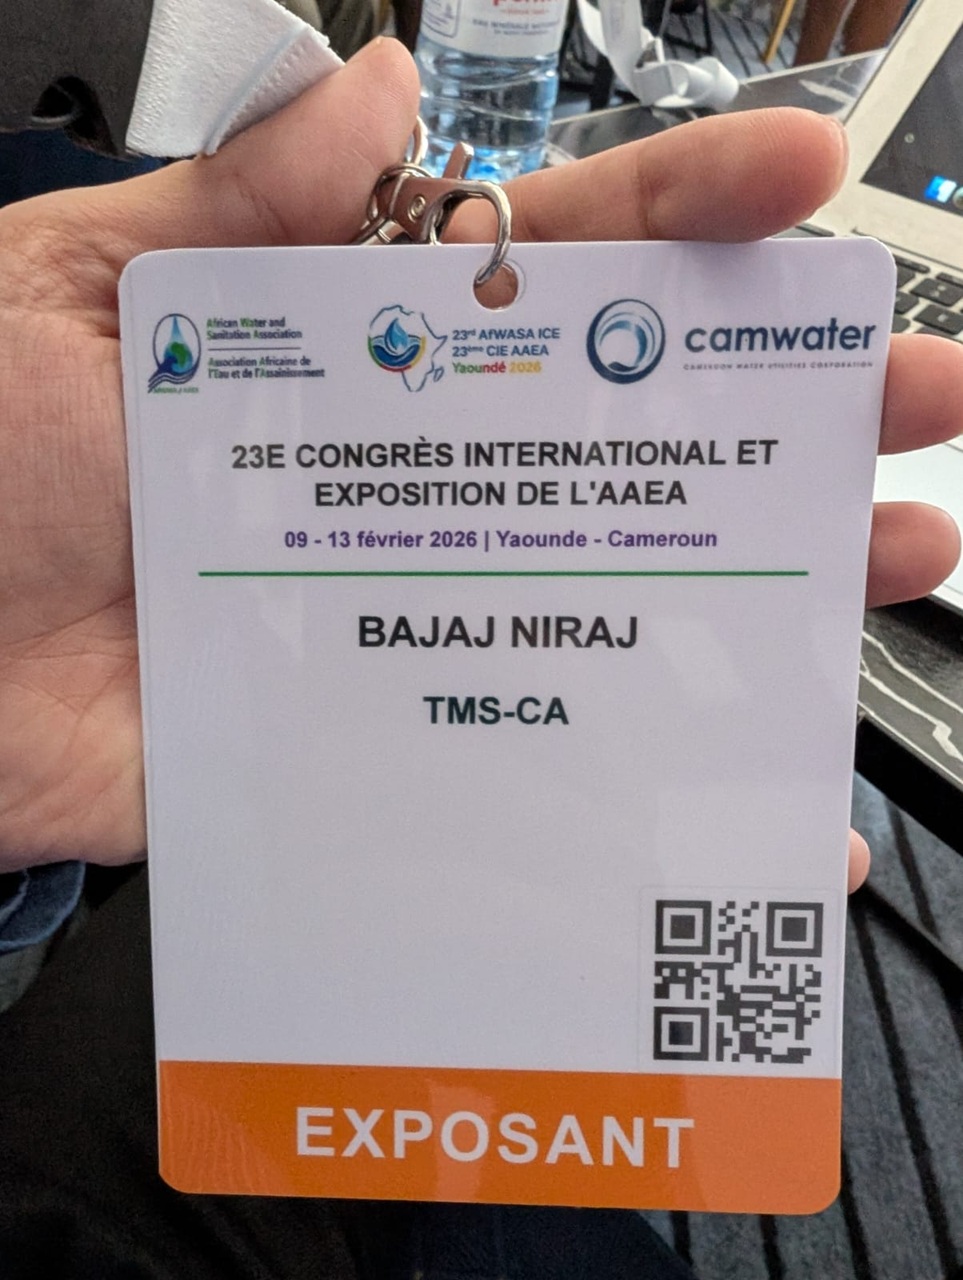 African Water and
Sanitation Association
Association Africaine de
l'Eau et de l'Assainissement
23rd AfWASA ICE
23ème CIE AAEA
Yaoundé 2026
camwater
CAMEROON WATER UTILITIES CORPORATION
23E CONGRÈS INTERNATIONAL ET
EXPOSITION DE L'AAEA
09 - 13 février 2026 | Yaounde - Cameroun
BAJAJ NIRAJ
TMS-CA
EXPOSANT